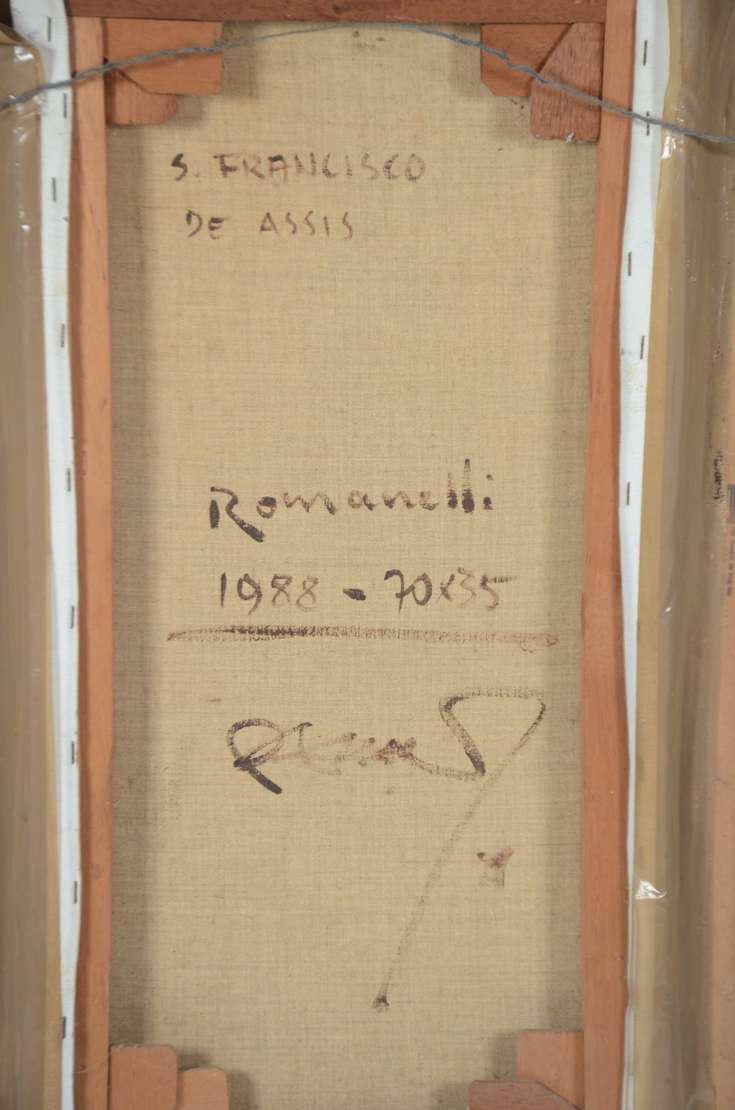 S. FRANCISCO
DE ASSIS
Romanelli
1988 - 70x35